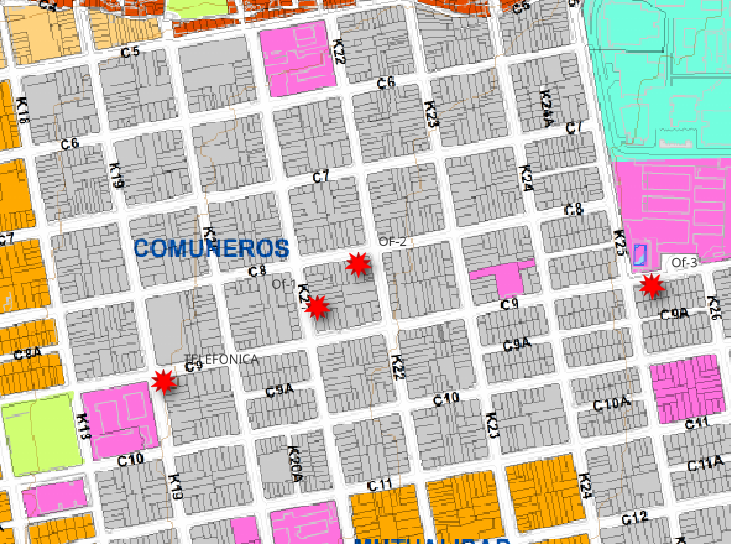 C5
C5
K22
C6
K18
K23
K24A
C7
C6
K19
C7
K24
C8
COMUNEROS
K25
OF-2
Of-3
C8
Of-1
K21
C9
K26
C9A
C8A
TELEFONICA
C9
C9A
K22
C9A
C10
C10A
K18
K23
C11
C10
K20A
C11A
K19
C11
K24
C12